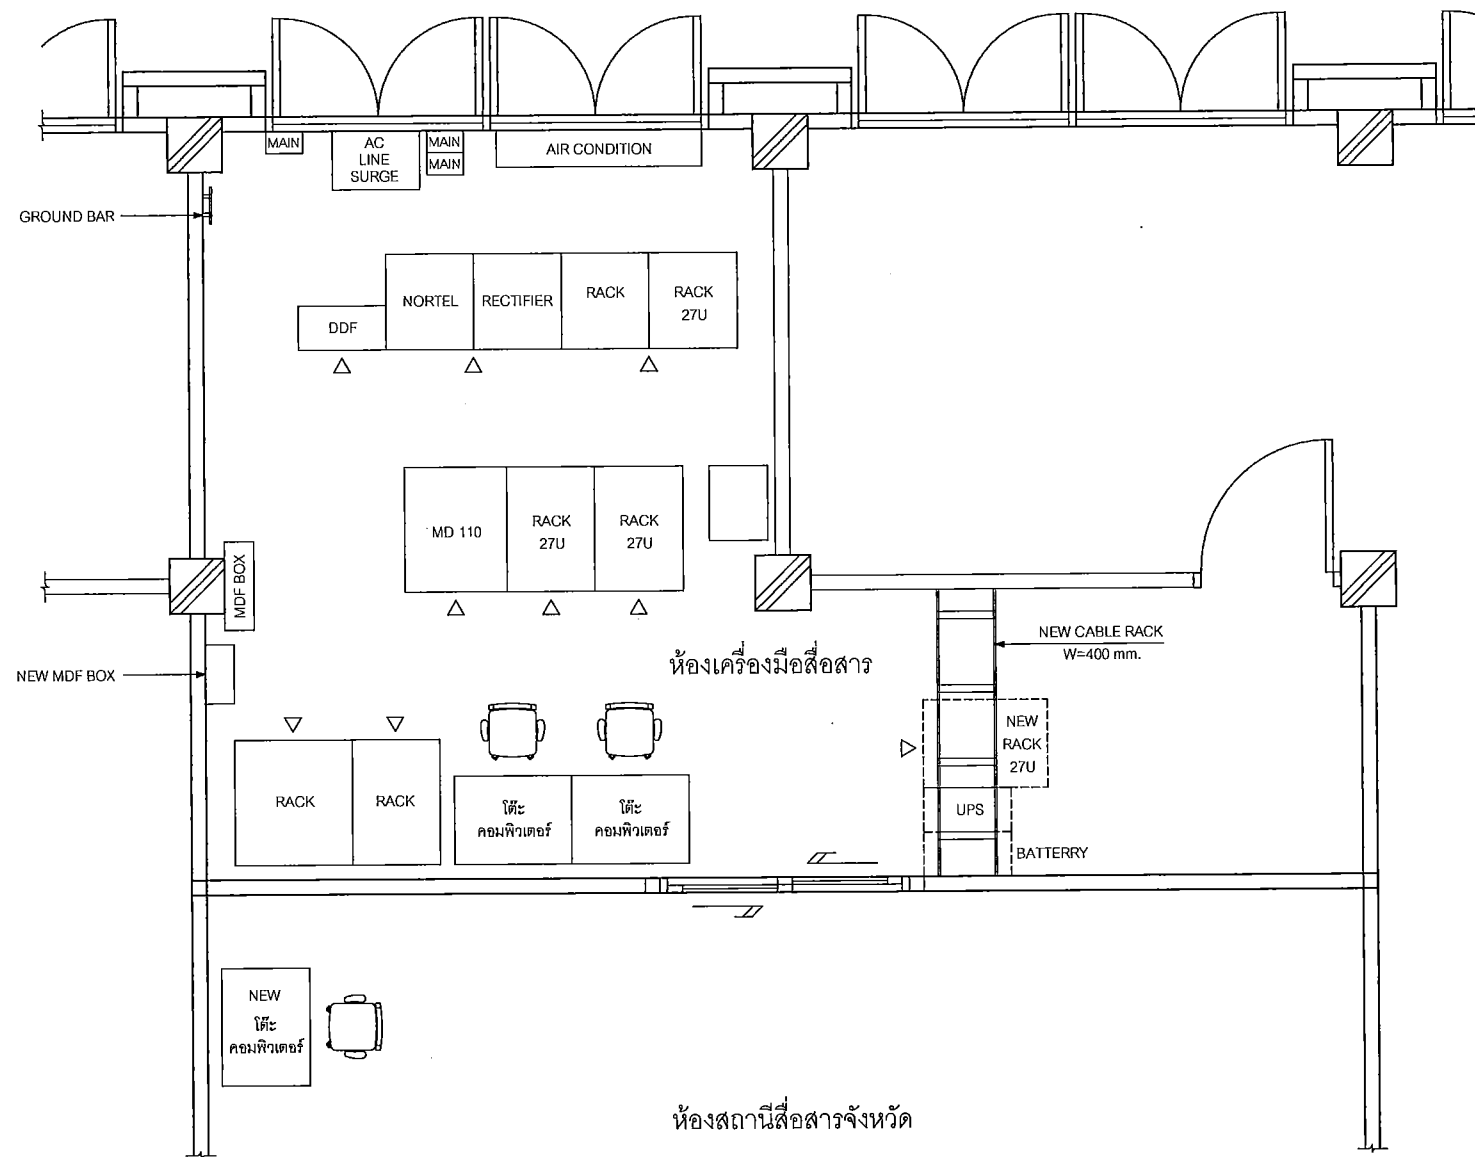 MAIN
AC
LINE
SURGE
MAIN
MAIN
AIR CONDITION
GROUND BAR
DDF
NORTEL
RECTIFIER
RACK
RACK
27U
MD 110
RACK
27U
RACK
27U
MDF BOX
NEW MDF BOX
ห้องเครื่องมือสื่อสาร
NEW CABLE RACK
W=400 mm.
NEW
RACK
27U
UPS
BATTERRY
RACK
RACK
โต๊ะ
คอมพิวเตอร์
โต๊ะ
คอมพิวเตอร์
NEW
โต๊ะ
คอมพิวเตอร์
ห้องสถานีสื่อสารจังหวัด